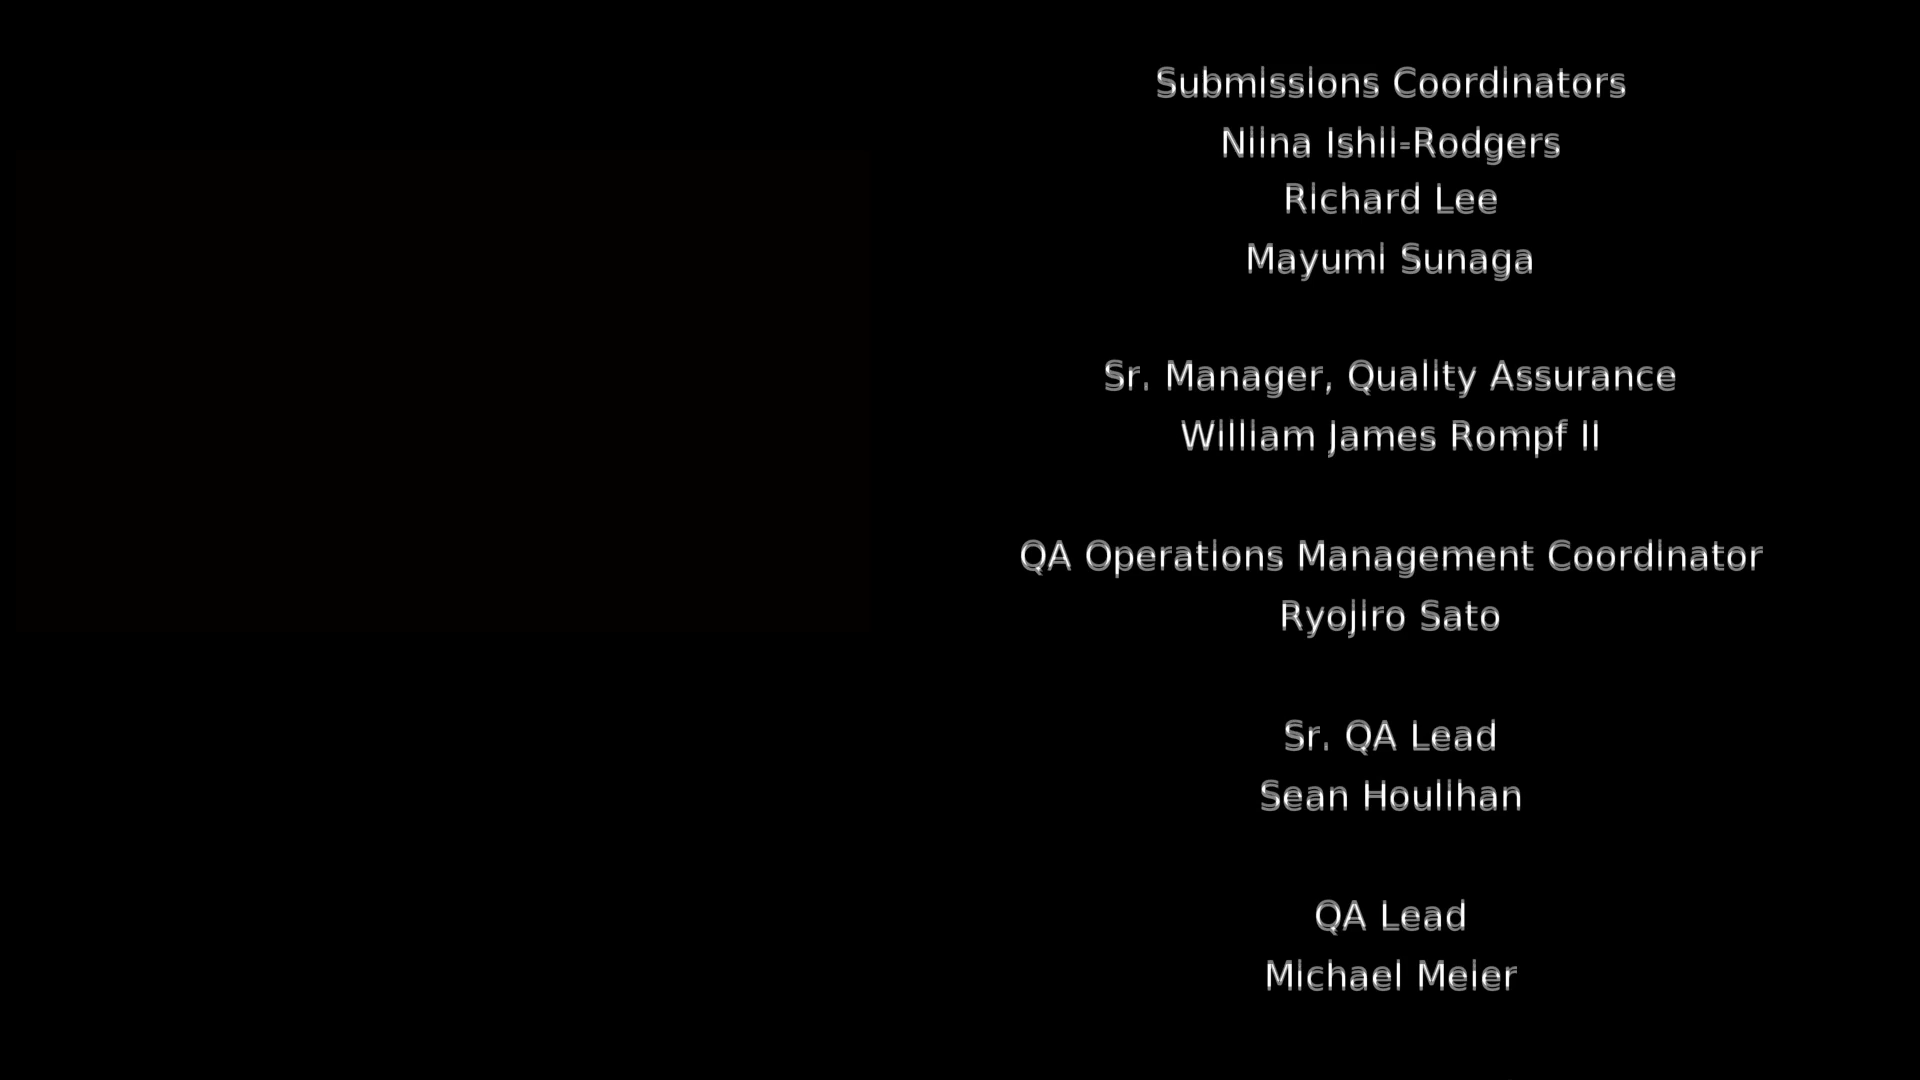 Submissions Coordinators
Niina Ishii-Rodgers
Richard Lee
Mayumi Sunaga
Sr. Manager, Quality Assurance
William James Rompf II
QA Operations Management Coordinator
Ryojiro Sato
Sr. QA Lead
Sean Houlihan
QA Lead
Michael Meier